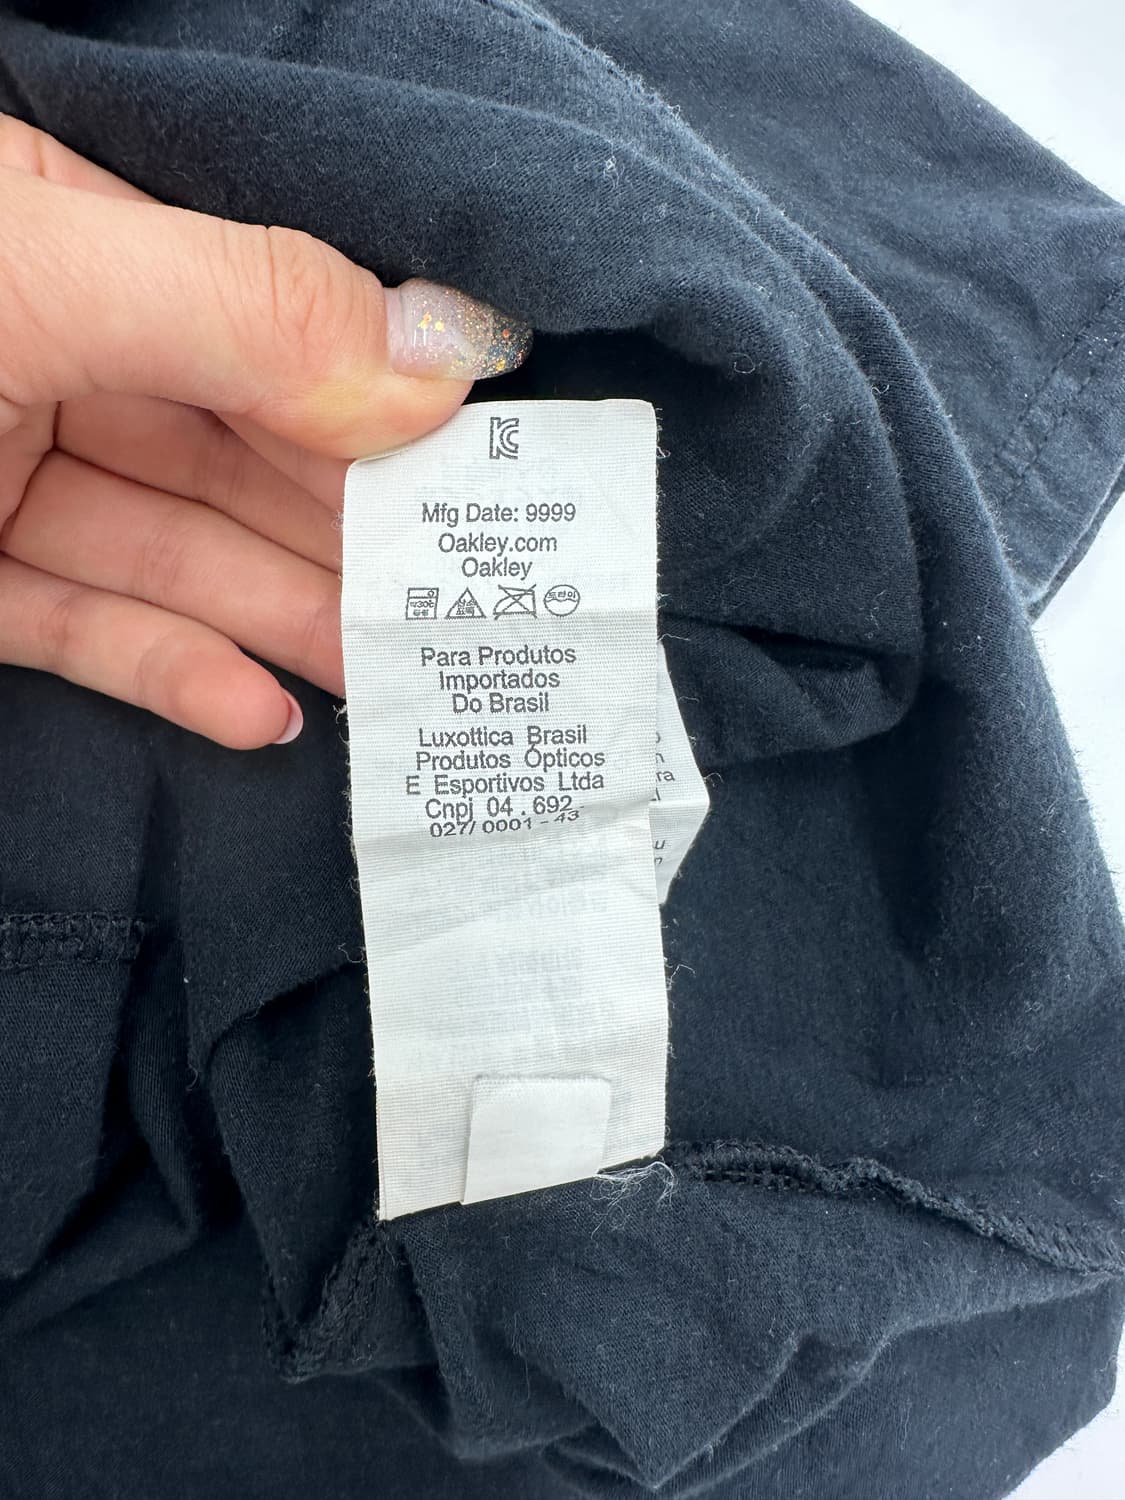 KC
Mfg Date: 9999
Oakley.com
Oakley
Para Produtos
Importados
Do Brasil
Luxottica Brasil
Produtos Ópticos
E Esportivos Ltda
Cnpj 04.692.
027/0001-43